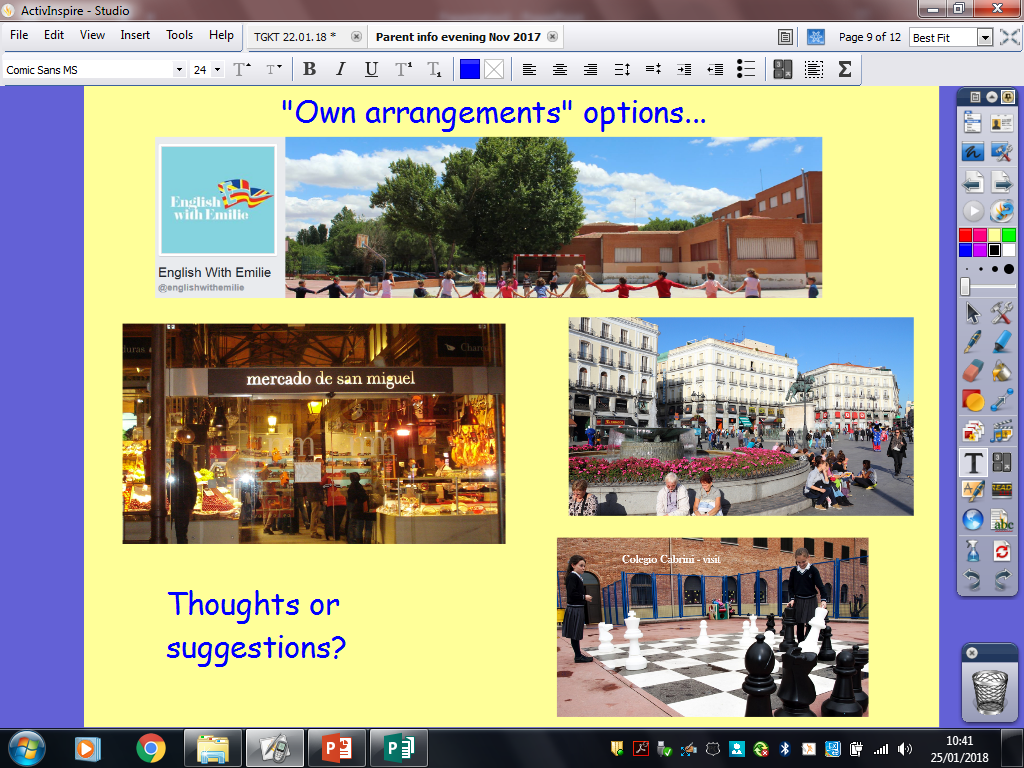 ActivInspire - Studio
File Edit View Insert Tools Help
TGKT 22.01.18 *
Parent info evening Nov 2017
Page 9 of 12
Best Fit
Comic Sans MS
24
"Own arrangements" options...
English
with Emilie
English With Emilie
@englishwithemilie
mercado de san miguel
Colegio Cabrini - visit
Thoughts or
suggestions?
10:41
25/01/2018